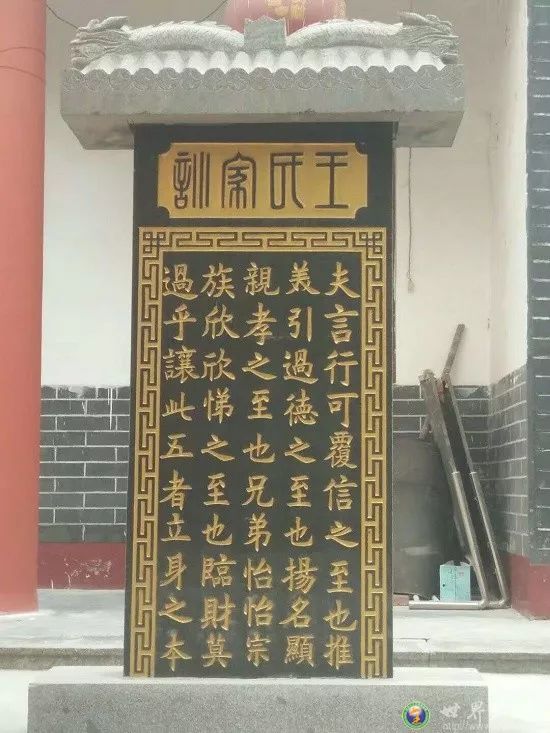 王氏家訓
夫言行可覆信之至也推
美引過德之至也揚名顯
親孝之至也兄弟怡怡宗
族欣欣悌之至也臨財莫
過乎讓此五者立身之本
世界
http://w